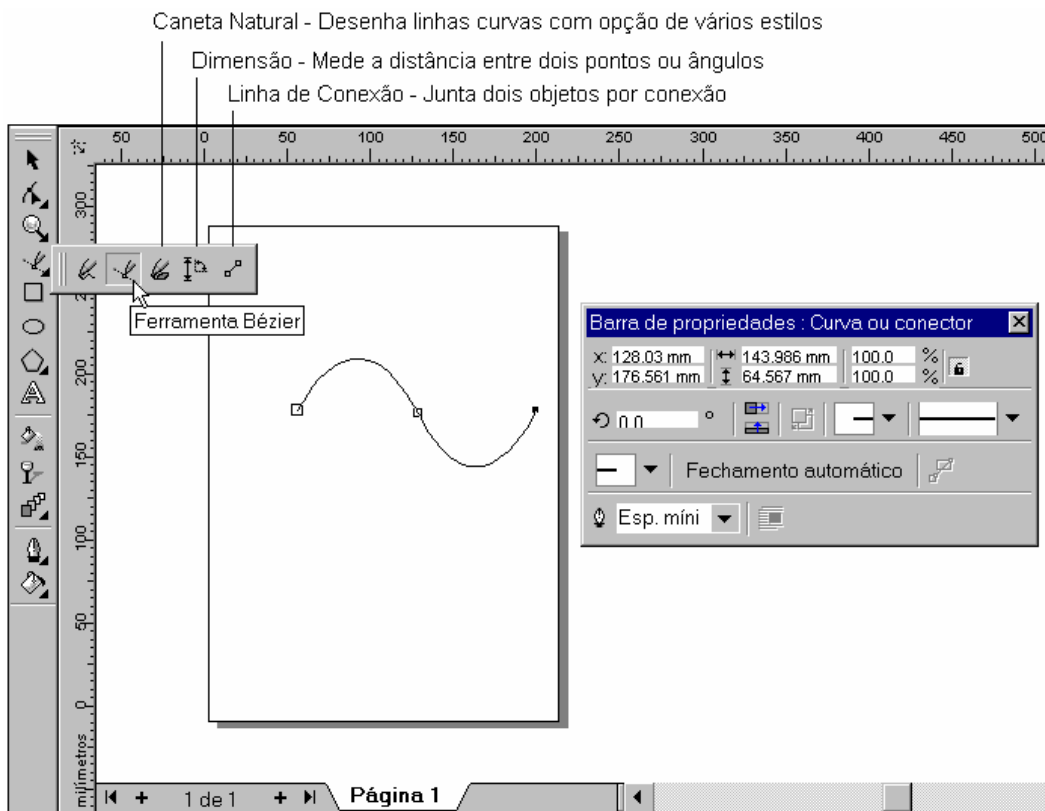 Caneta Natural - Desenha linhas curvas com opção de vários estilos
Dimensão - Mede a distância entre dois pontos ou ângulos
Linha de Conexão - Junta dois objetos por conexão
50 0 50 100 150 200 250 300 350 400 450 500
300
200
150
100
50
0
milímetros
Ferramenta Bézier
Barra de propriedades : Curva ou conector
x: 128.03 mm 143.986 mm 100.0 %
y: 176.561 mm 64.567 mm 100.0 %
0.0 °
Fechamento automático
Esp. míni
1 de 1 Página 1